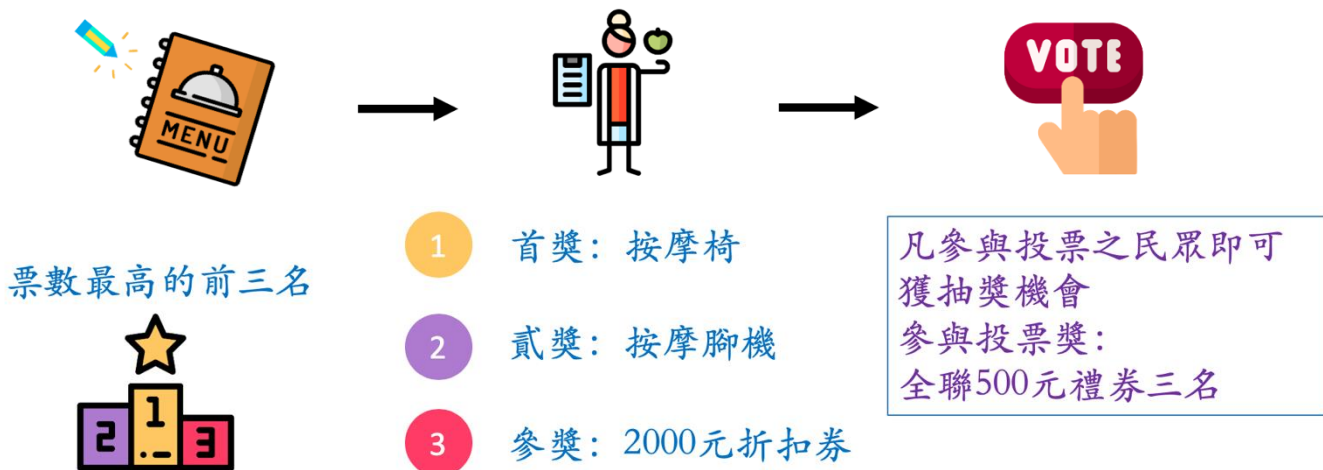 MENU
VOTE
票數最高的前三名
1
2
3
1 首獎：按摩椅
2 貳獎：按摩腳機
3 參獎：2000元折扣券
凡參與投票之民眾即可
獲抽獎機會
參與投票獎：
全聯500元禮券三名